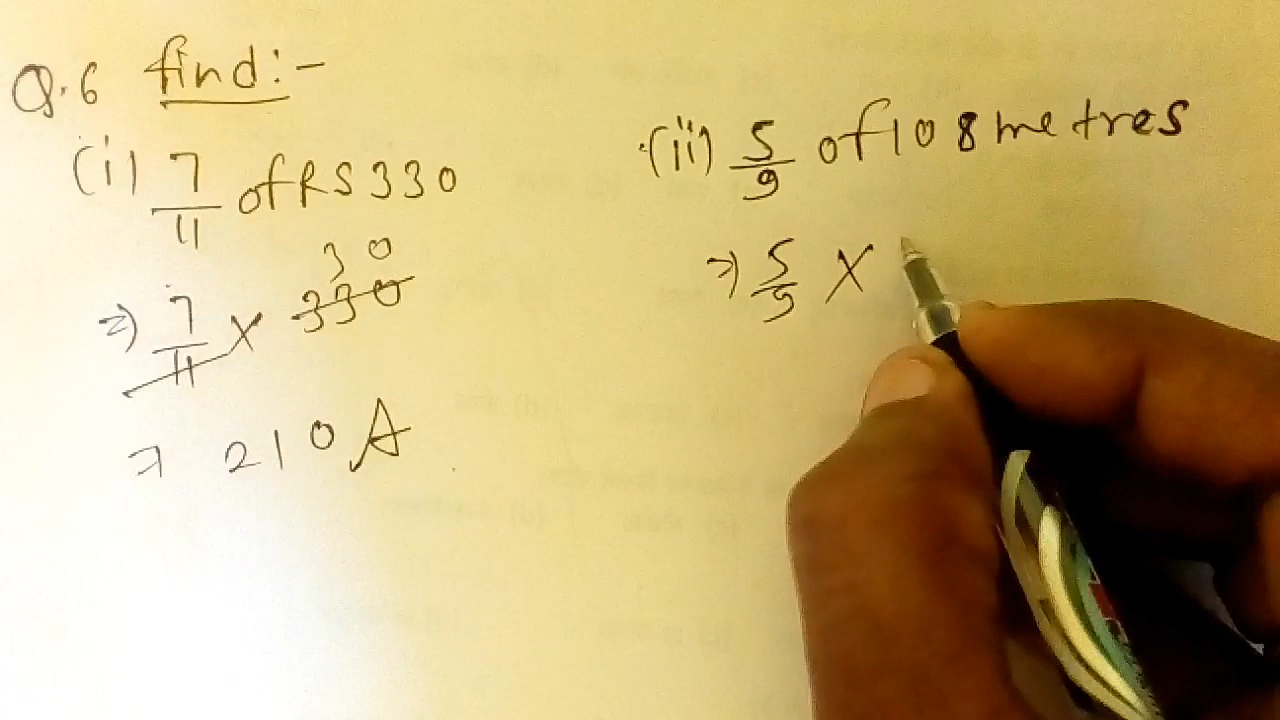 Q.6 find:-
(i) 7/11 of RS 330
⇒ 7/11 X 330
30
⇒ 210 A
(ii) 5/9 of 108 metres
⇒ 5/9 X